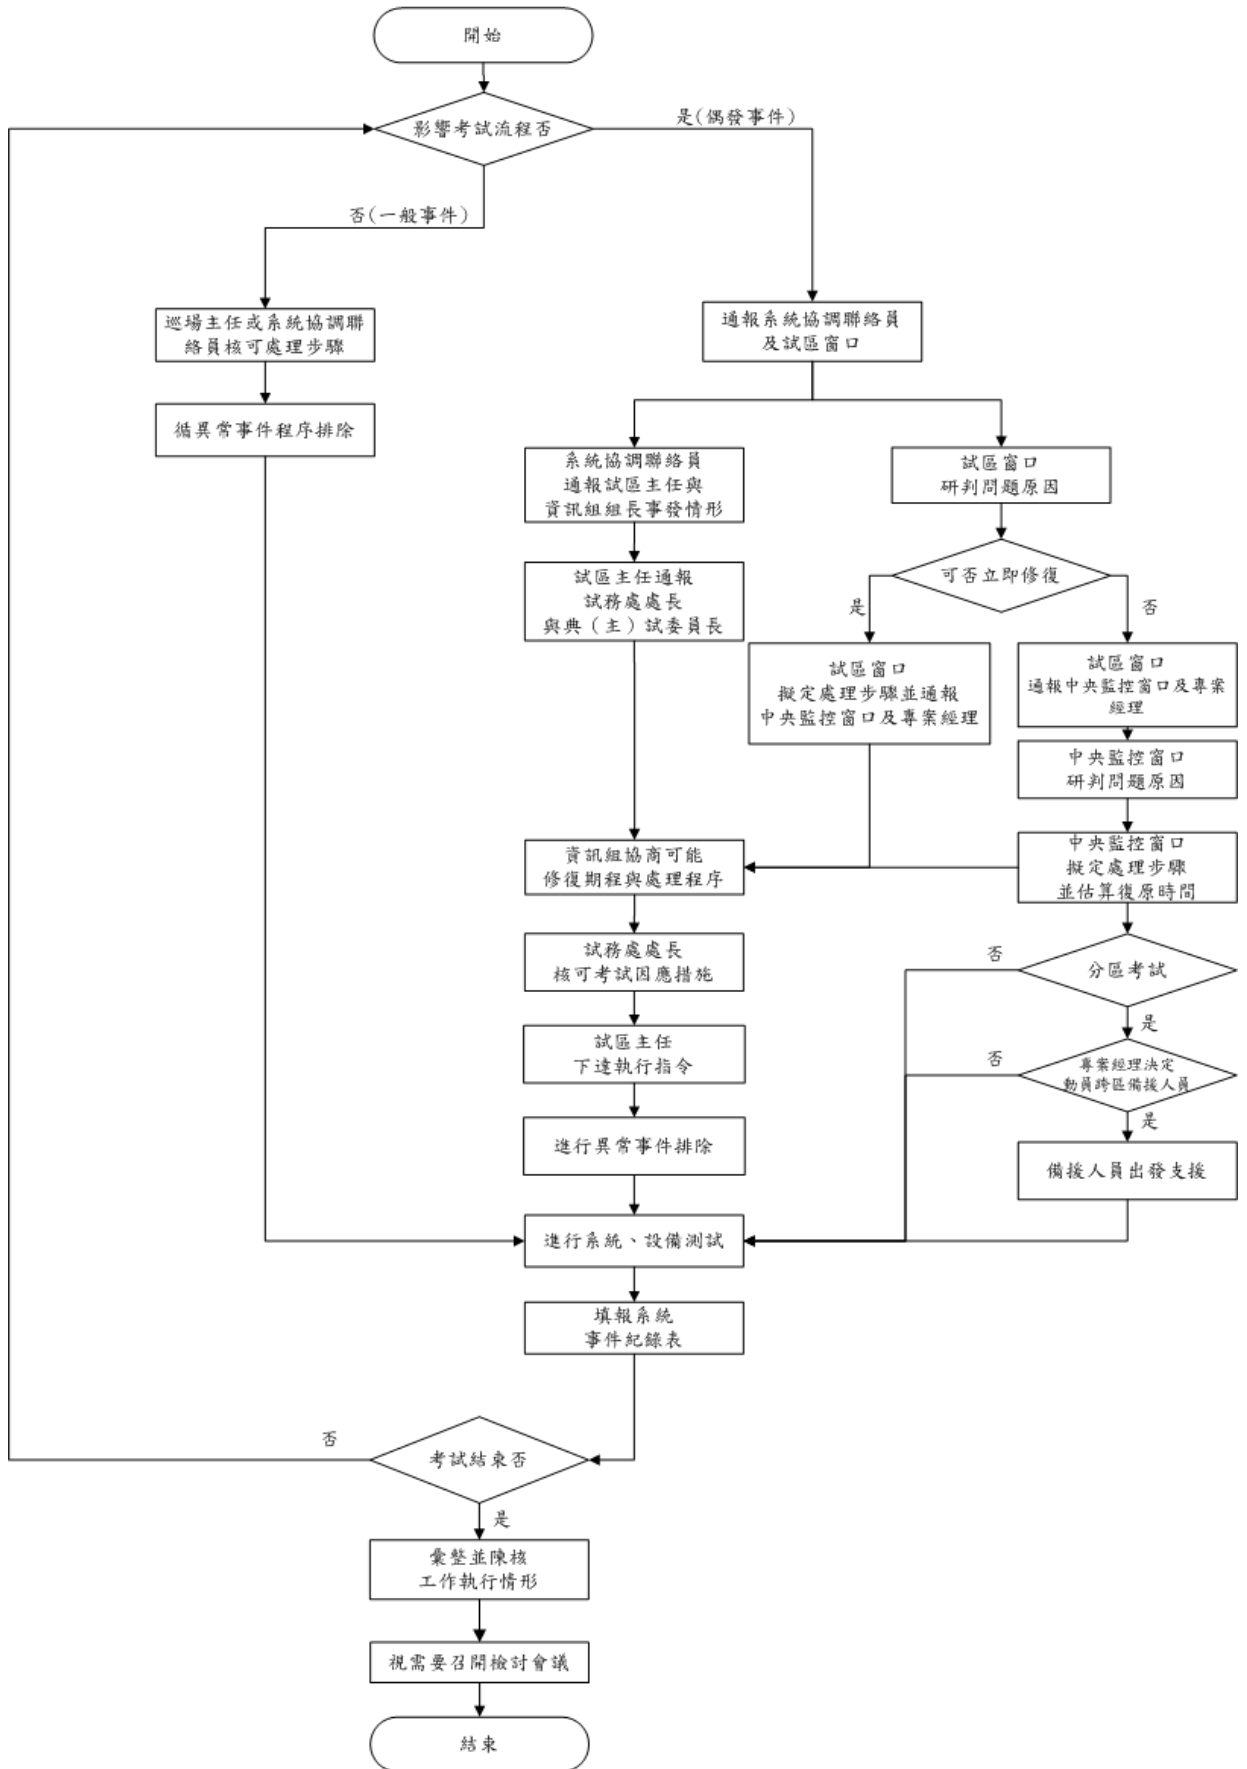 開始
影響考試流程否
是(偶發事件)
否(一般事件)
巡場主任或系統協調聯
絡員核可處理步驟
循異常事件程序排除
通報系統協調聯絡員
及試區窗口
系統協調聯絡員
通報試區主任與
資訊組組長事發情形
試區主任通報
試務處處長
與典（主）試委員長
試區窗口
研判問題原因
可否立即修復
是
否
試區窗口
擬定處理步驟並通報
中央監控窗口及專案經理
試區窗口
通報中央監控窗口及專案
經理
中央監控窗口
研判問題原因
中央監控窗口
擬定處理步驟
並估算復原時間
資訊組協商可能
修復期程與處理程序
試務處處長
核可考試因應措施
否
分區考試
是
試區主任
下達執行指令
否
專案經理決定
動員跨區備援人員
是
進行異常事件排除
備援人員出發支援
進行系統、設備測試
填報系統
事件紀錄表
否
考試結束否
是
彙整並陳核
工作執行情形
視需要召開檢討會議
結束